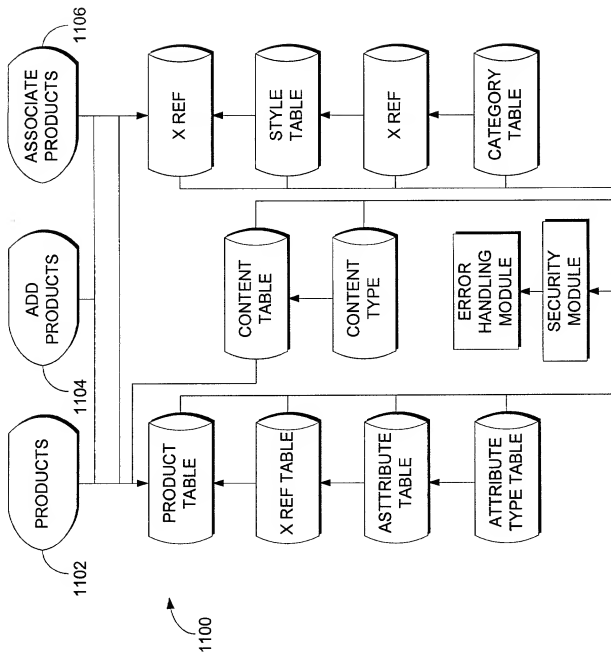 1102
PRODUCTS
1104
ADD
PRODUCTS
ASSOCIATE
PRODUCTS
1106
1100
PRODUCT
TABLE
X REF TABLE
ASTTRIBUTE
TABLE
ATTRIBUTE
TYPE TABLE
CONTENT
TABLE
CONTENT
TYPE
ERROR
HANDLING
MODULE
SECURITY
MODULE
X REF
STYLE
TABLE
X REF
CATEGORY
TABLE